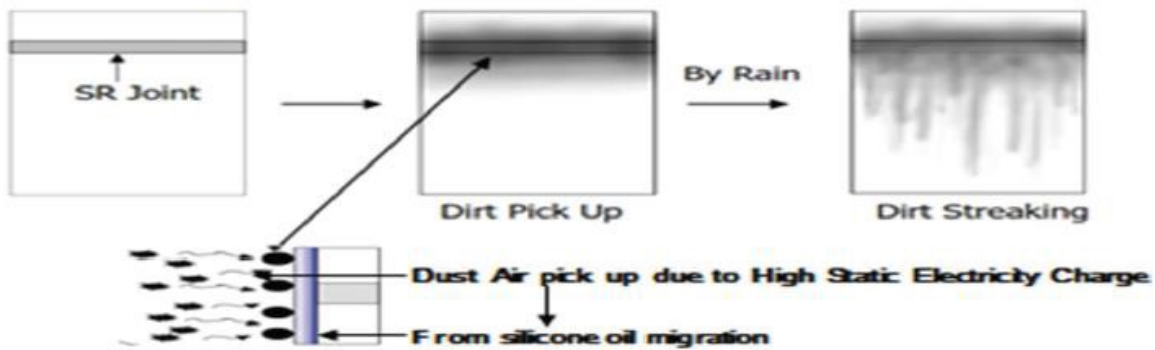 SR Joint
By Rain
Dirt Pick Up
Dirt Streaking
Dust Air pick up due to High Static Electricity Charge
From silicone oil migration